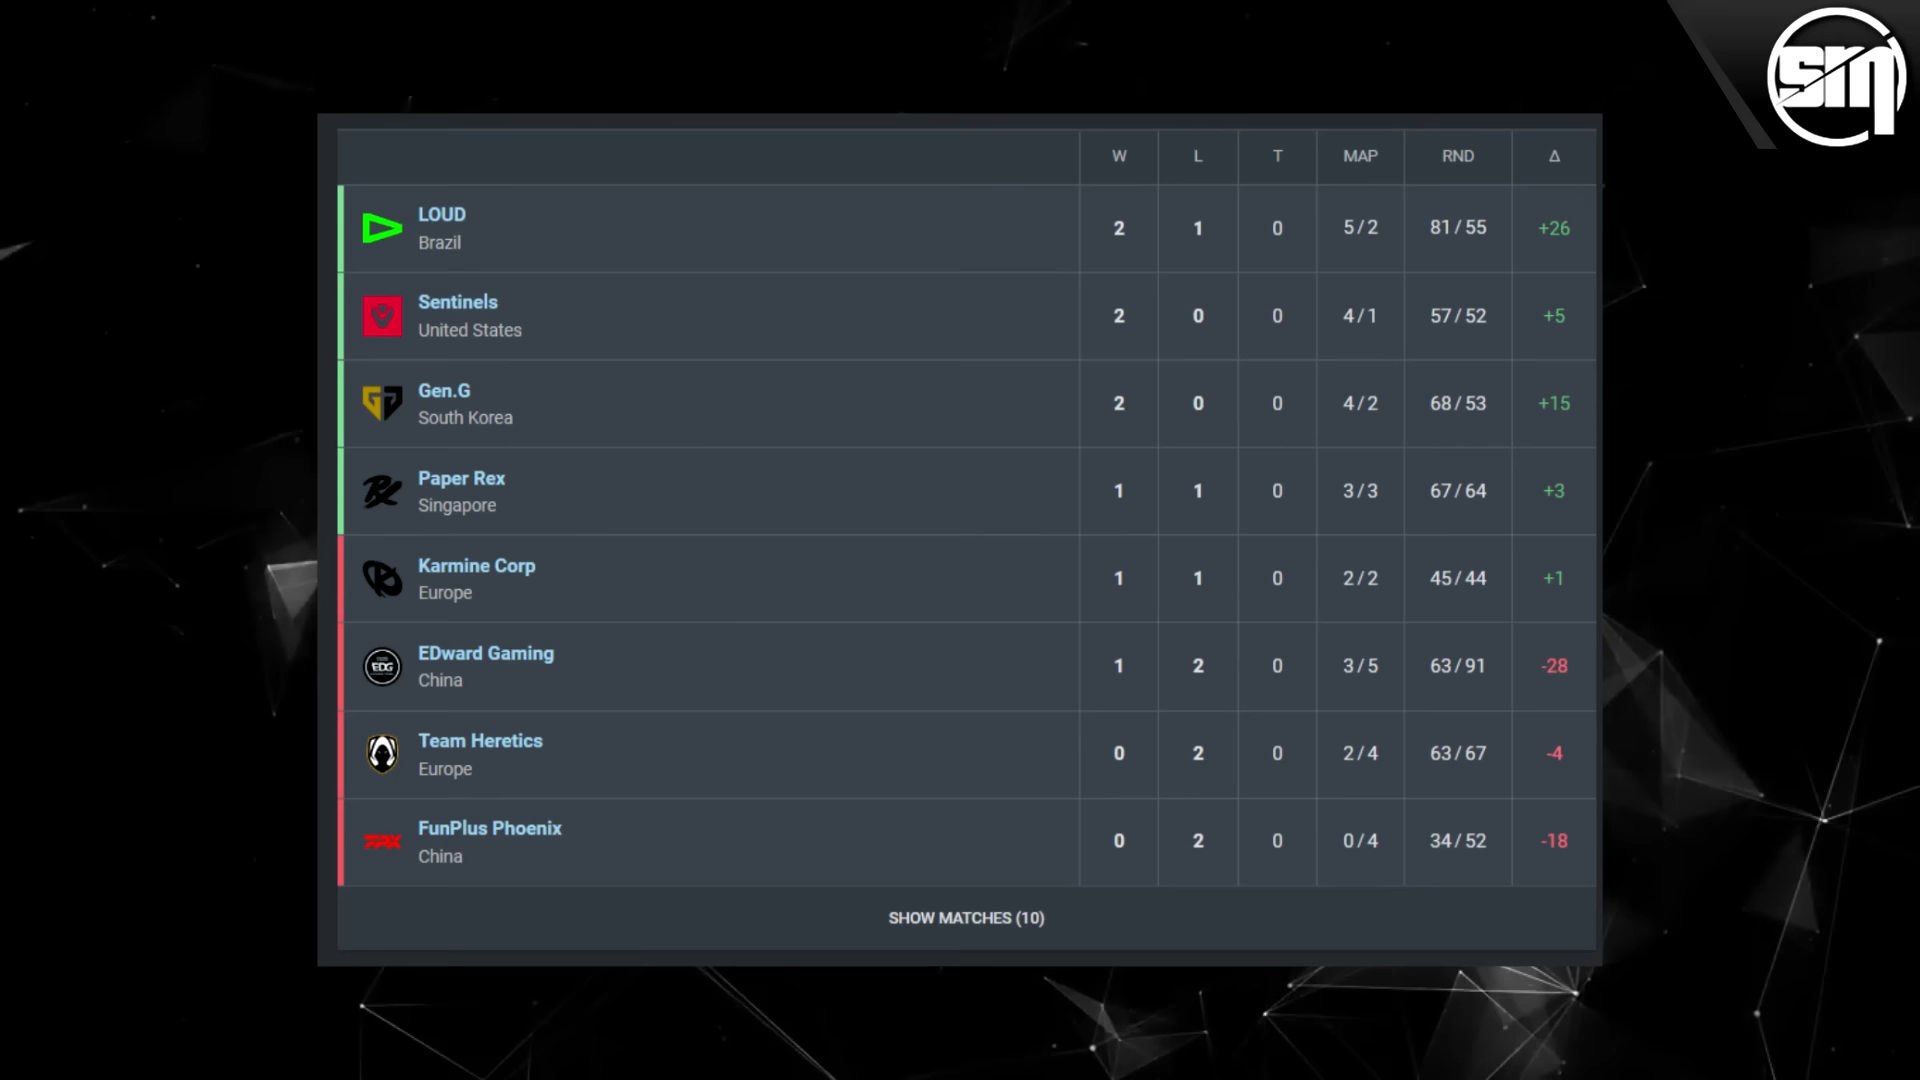 sm
W L T MAP RND Δ
LOUD
Brazil
2 1 0 5/2 81/55 +26
Sentinels
United States
2 0 0 4/1 57/52 +5
Gen.G
South Korea
2 0 0 4/2 68/53 +15
Paper Rex
Singapore
1 1 0 3/3 67/64 +3
Karmine Corp
Europe
1 1 0 2/2 45/44 +1
EDG
EDward Gaming
China
1 2 0 3/5 63/91 -28
Team Heretics
Europe
0 2 0 2/4 63/67 -4
FPX
FunPlus Phoenix
China
0 2 0 0/4 34/52 -18
SHOW MATCHES (10)